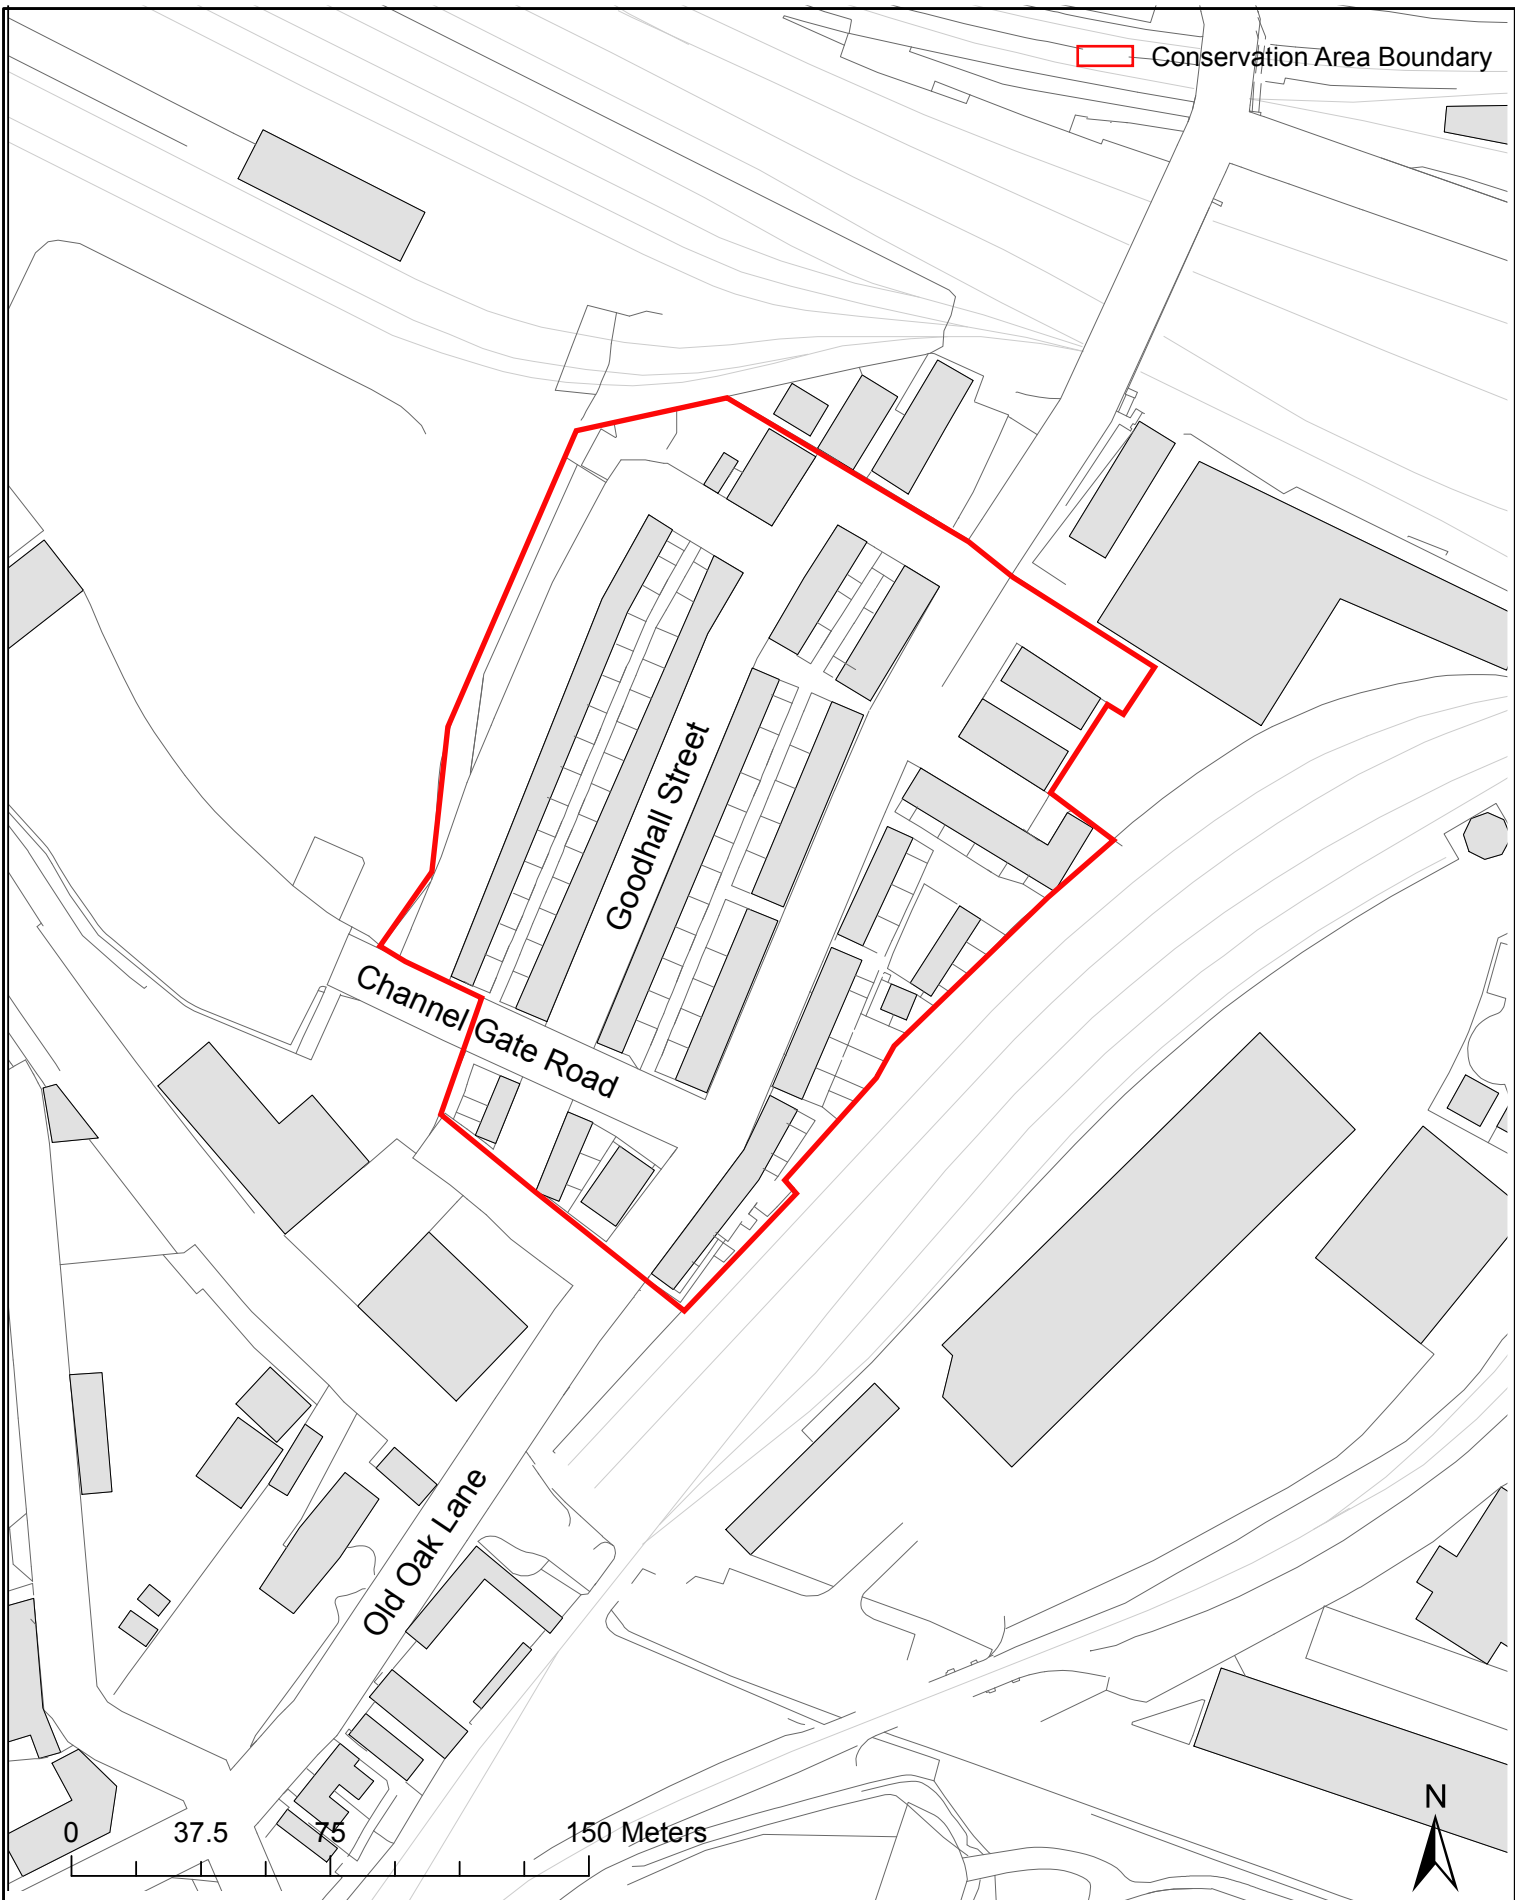 Conservation Area Boundary
Goodhall Street
Channel Gate Road
Old Oak Lane
0 37.5 75 150 Meters
N